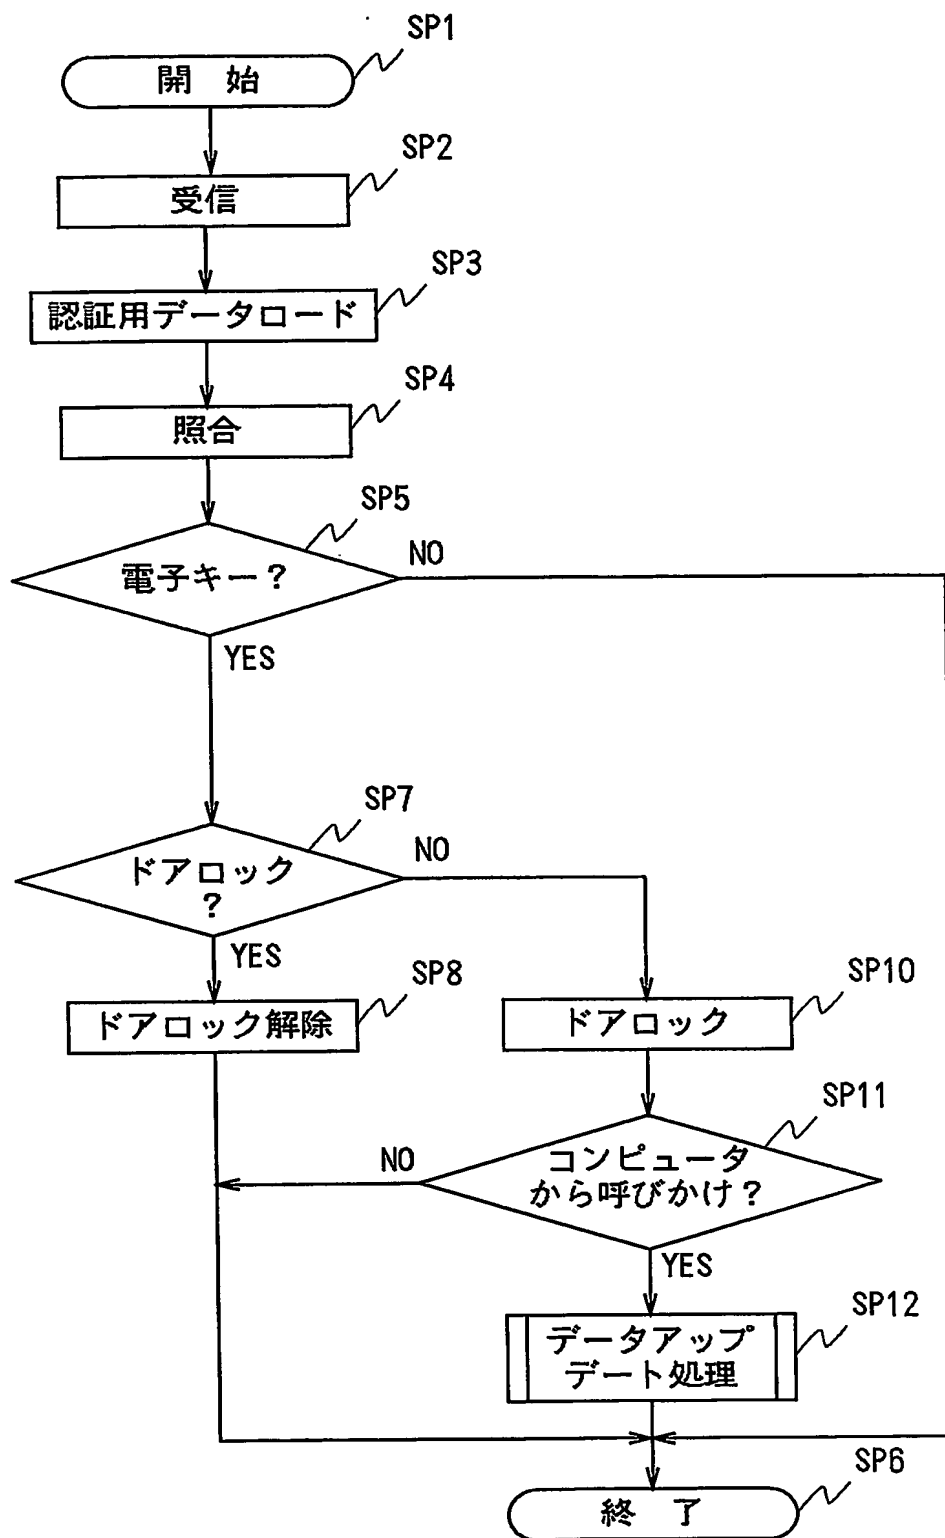 SP1
開 始
SP2
受信
SP3
認証用データロード
SP4
照合
SP5
電子キー?
NO
YES
SP7
ドアロック
?
NO
YES
SP8
ドアロック解除
SP10
ドアロック
SP11
コンピュータ
から呼びかけ?
NO
YES
SP12
データアップ
デート処理
SP6
終 了